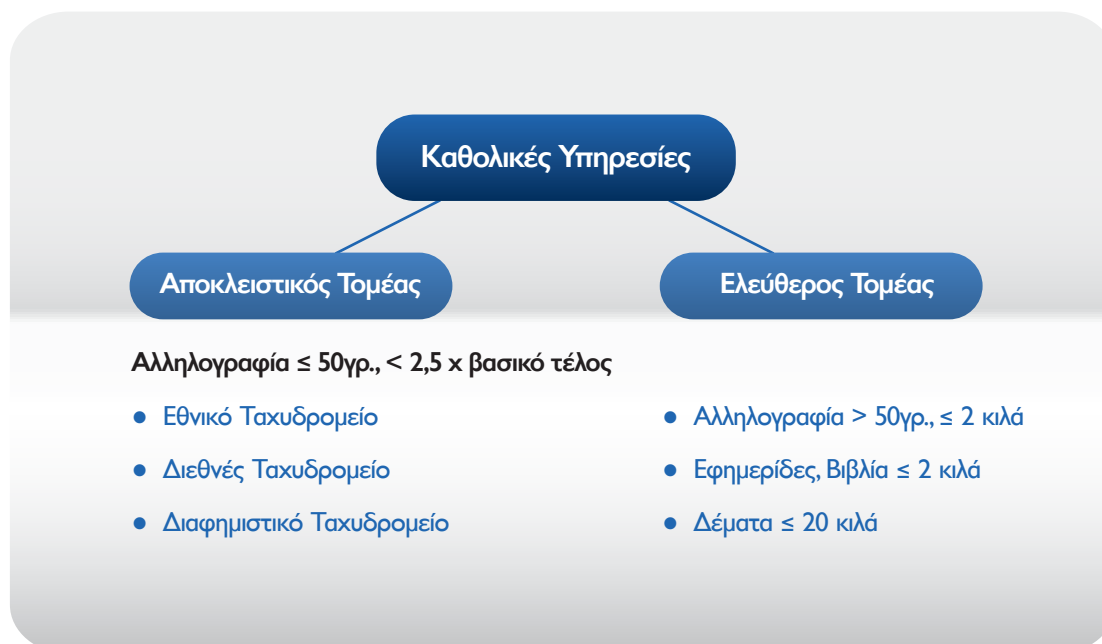 Καθολικές Υπηρεσίες
Αποκλειστικός Τομέας
Αλληλογραφία ≤ 50γρ., < 2,5 x βασικό τέλος
• Εθνικό Ταχυδρομείο
• Διεθνές Ταχυδρομείο
• Διαφημιστικό Ταχυδρομείο
Ελεύθερος Τομέας
• Αλληλογραφία > 50γρ., ≤ 2 κιλά
• Εφημερίδες, Βιβλία ≤ 2 κιλά
• Δέματα ≤ 20 κιλά